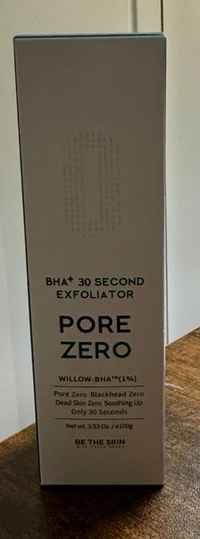 BHA+ 30 SECOND
EXFOLIATOR
PORE
ZERO
WILLOW-BHA™(1%)
Pore Zero Blackhead Zero
Dead Skin Zero Soothing Up
Only 30 Seconds
Net wt. 3.53 Oz. / ℮100g
BE THE SKIN